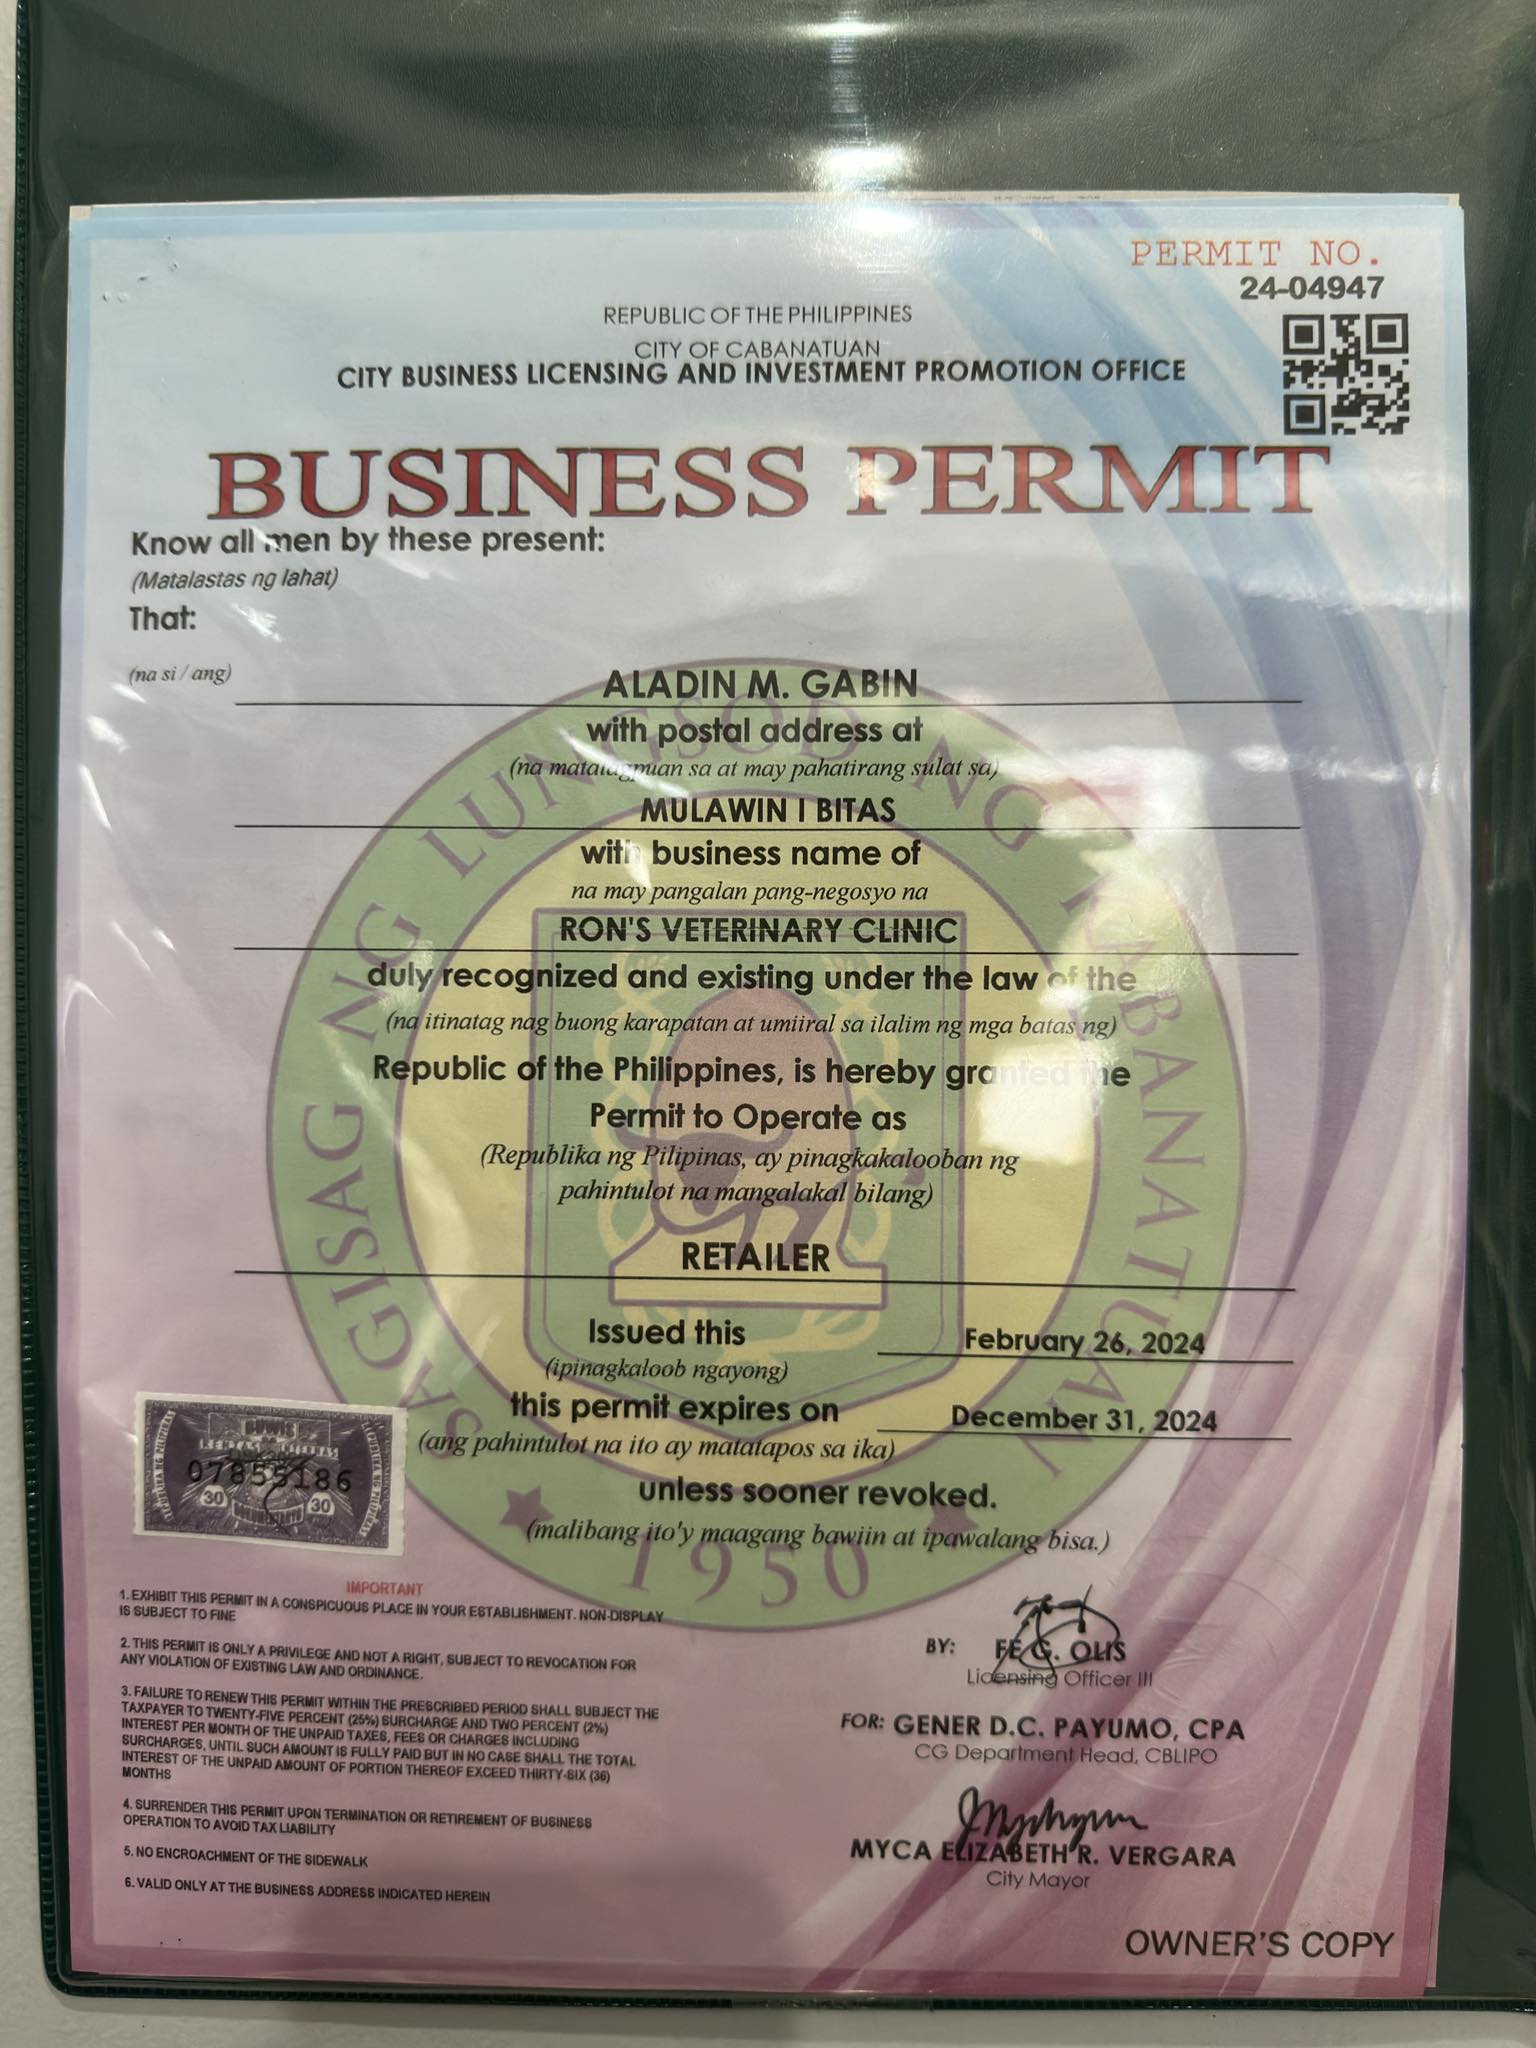 PERMIT NO.
24-04947
REPUBLIC OF THE PHILIPPINES
CITY OF CABANATUAN
CITY BUSINESS LICENSING AND INVESTMENT PROMOTION OFFICE
BUSINESS PERMIT
Know all men by these present:
(Matalastas ng lahat)
That:
(na si / ang)
ALADIN M. GABIN
with postal address at
(na matatagpuan sa at may pahatirang sulat sa)
MULAWIN I BITAS
with business name of
na may pangalan pang-negosyo na
RON'S VETERINARY CLINIC
duly recognized and existing under the law of the
(na itinatag nag buong karapatan at umiiral sa ilalim ng mga batas ng)
Republic of the Philippines, is hereby granted the
Permit to Operate as
(Republika ng Pilipinas, ay pinagkakalooban ng
pahintulot na mangalakal bilang)
RETAILER
Issued this February 26, 2024
(ipinagkaloob ngayong)
this permit expires on December 31, 2024
(ang pahintulot na ito ay matatapos sa ika)
unless sooner revoked.
(malibang ito'y maagang bawiin at ipawalang bisa.)
SAGISAG NG LUNGSOD NG KABANATUAN
1950
07855186
30 30
IMPORTANT
1. EXHIBIT THIS PERMIT IN A CONSPICUOUS PLACE IN YOUR ESTABLISHMENT. NON-DISPLAY
IS SUBJECT TO FINE
2. THIS PERMIT IS ONLY A PRIVILEGE AND NOT A RIGHT, SUBJECT TO REVOCATION FOR
ANY VIOLATION OF EXISTING LAW AND ORDINANCE.
3. FAILURE TO RENEW THIS PERMIT WITHIN THE PRESCRIBED PERIOD SHALL SUBJECT THE
TAXPAYER TO TWENTY-FIVE PERCENT (25%) SURCHARGE AND TWO PERCENT (2%)
INTEREST PER MONTH OF THE UNPAID TAXES, FEES OR CHARGES INCLUDING
SURCHARGES, UNTIL SUCH AMOUNT IS FULLY PAID BUT IN NO CASE SHALL THE TOTAL
INTEREST OF THE UNPAID AMOUNT OF PORTION THEREOF EXCEED THIRTY-SIX (36)
MONTHS
4. SURRENDER THIS PERMIT UPON TERMINATION OR RETIREMENT OF BUSINESS
OPERATION TO AVOID TAX LIABILITY
5. NO ENCROACHMENT OF THE SIDEWALK
6. VALID ONLY AT THE BUSINESS ADDRESS INDICATED HEREIN
BY: FE G. OLIS
Licensing Officer III
FOR: GENER D.C. PAYUMO, CPA
CG Department Head, CBLIPO
MYCA ELIZABETH R. VERGARA
City Mayor
OWNER'S COPY